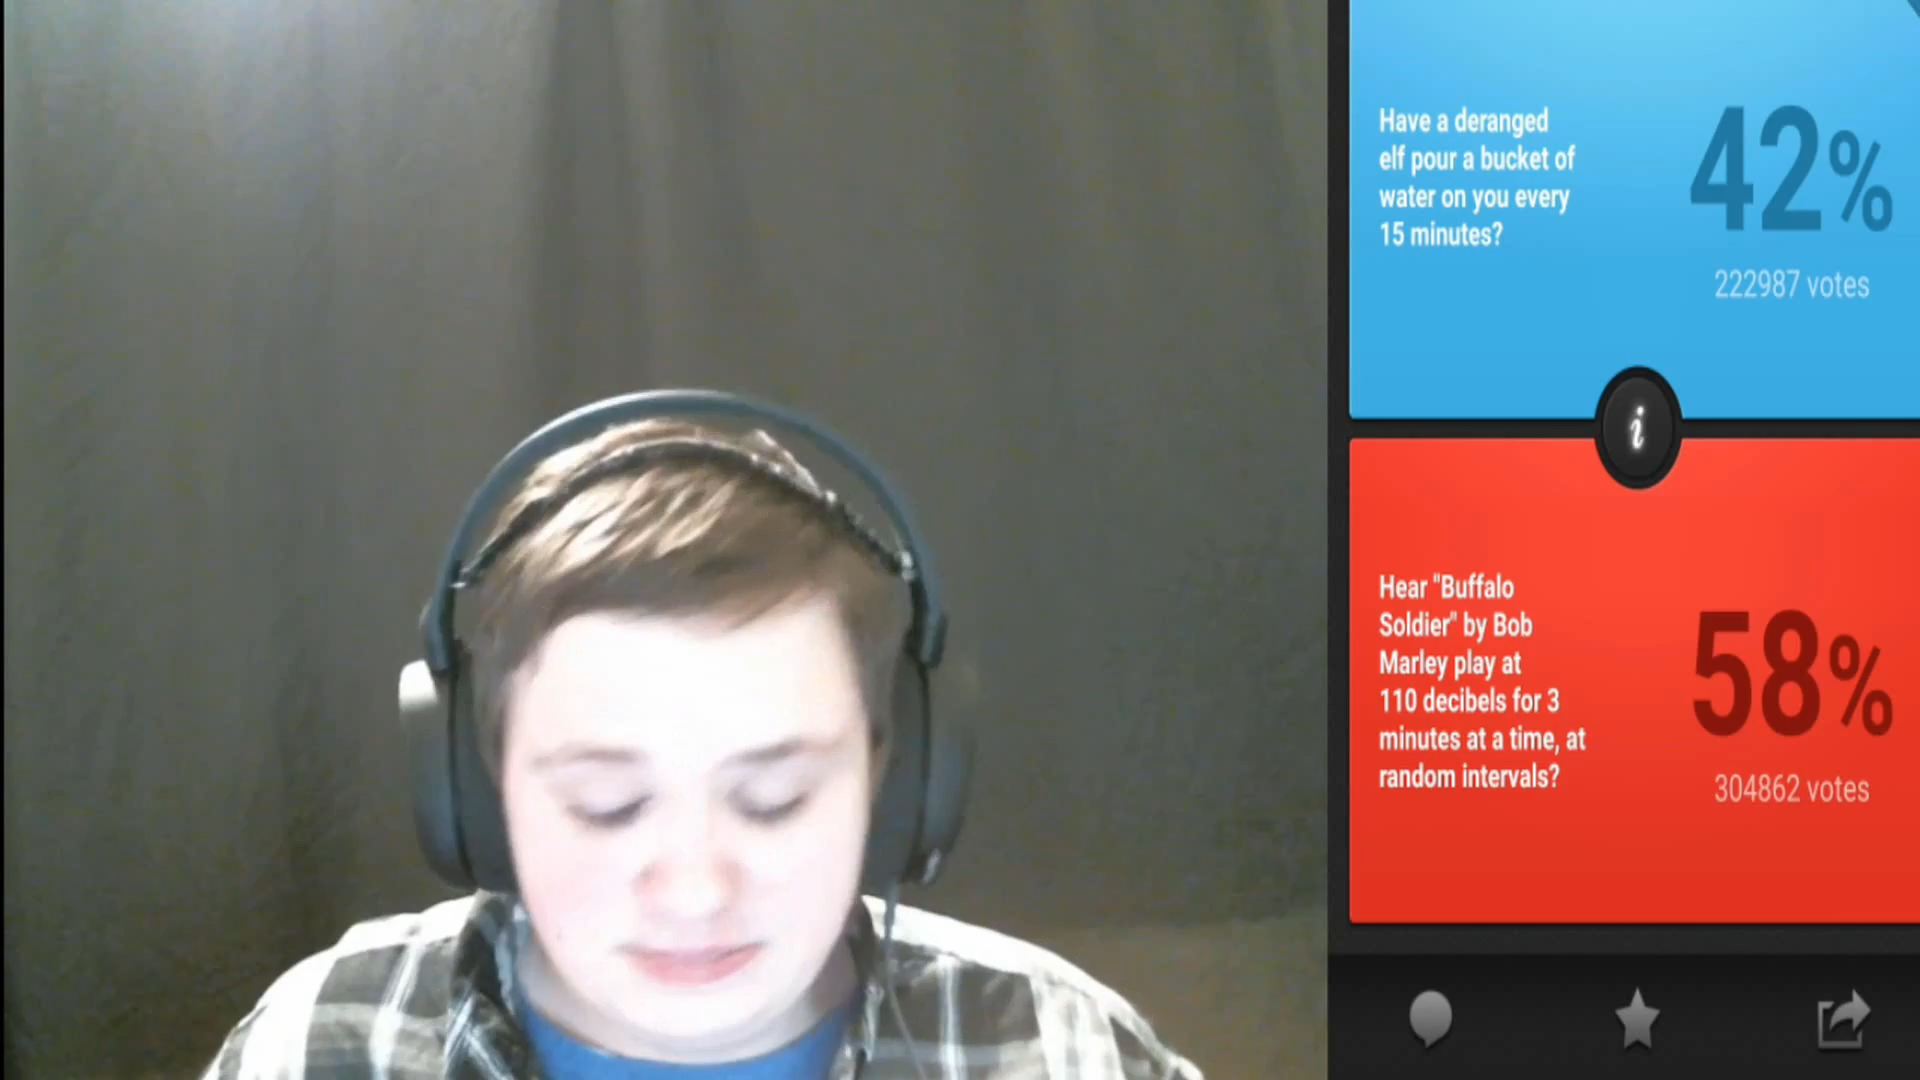 Have a deranged
elf pour a bucket of
water on you every
15 minutes?
42%
222987 votes
i
Hear "Buffalo
Soldier" by Bob
Marley play at
110 decibels for 3
minutes at a time, at
random intervals?
58%
304862 votes